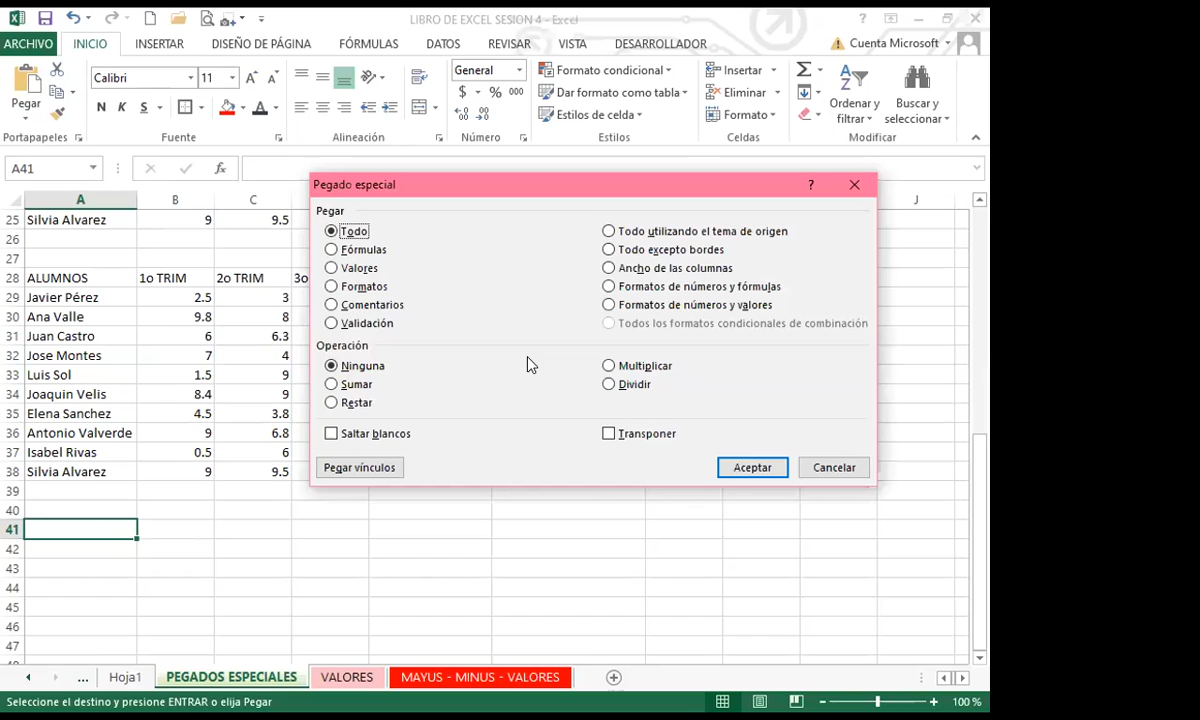 LIBRO DE EXCEL SESION 4 - Excel
ARCHIVO INICIO INSERTAR DISEÑO DE PÁGINA FÓRMULAS DATOS REVISAR VISTA DESARROLLADOR Cuenta Microsoft
Pegar
Calibri 11
N K S
General
$ % 000
Formato condicional
Dar formato como tabla
Estilos de celda
Insertar
Eliminar
Formato
Ordenar y filtrar
Buscar y seleccionar
Portapapeles Fuente Alineación Número Estilos Celdas Modificar
A41 fx
Pegado especial
Pegar
Todo Todo utilizando el tema de origen
Fórmulas Todo excepto bordes
Valores Ancho de las columnas
Formatos Formatos de números y fórmulas
Comentarios Formatos de números y valores
Validación Todos los formatos condicionales de combinación
Operación
Ninguna Multiplicar
Sumar Dividir
Restar
Saltar blancos Transponer
Pegar vínculos Aceptar Cancelar
A B C J
25 Silvia Alvarez 9 9.5
26
27
28 ALUMNOS 1o TRIM 2o TRIM 3o
29 Javier Pérez 2.5 3
30 Ana Valle 9.8 8
31 Juan Castro 6 6.3
32 Jose Montes 7 4
33 Luis Sol 1.5 9
34 Joaquin Velis 8.4 9
35 Elena Sanchez 4.5 3.8
36 Antonio Valverde 9 6.8
37 Isabel Rivas 0.5 6
38 Silvia Alvarez 9 9.5
39
40
41
42
43
44
45
46
47
... Hoja1 PEGADOS ESPECIALES VALORES MAYUS - MINUS - VALORES
Seleccione el destino y presione ENTRAR o elija Pegar 100 %